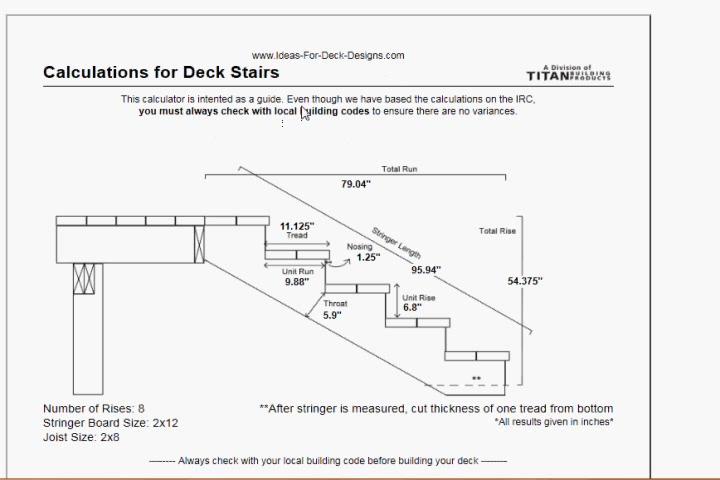 www.Ideas-For-Deck-Designs.com
Calculations for Deck Stairs
A Division of
TITAN BUILDING PRODUCTS
This calculator is intented as a guide. Even though we have based the calculations on the IRC,
you must always check with local building codes to ensure there are no variances.
Total Run
79.04"
11.125"
Tread
Stringer Length
95.94"
Total Rise
54.375"
Nosing
1.25"
Unit Run
9.88"
Unit Rise
6.8"
Throat
5.9"
**
Number of Rises: 8
**After stringer is measured, cut thickness of one tread from bottom
Stringer Board Size: 2x12
*All results given in inches*
Joist Size: 2x8
-------- Always check with your local building code before building your deck --------